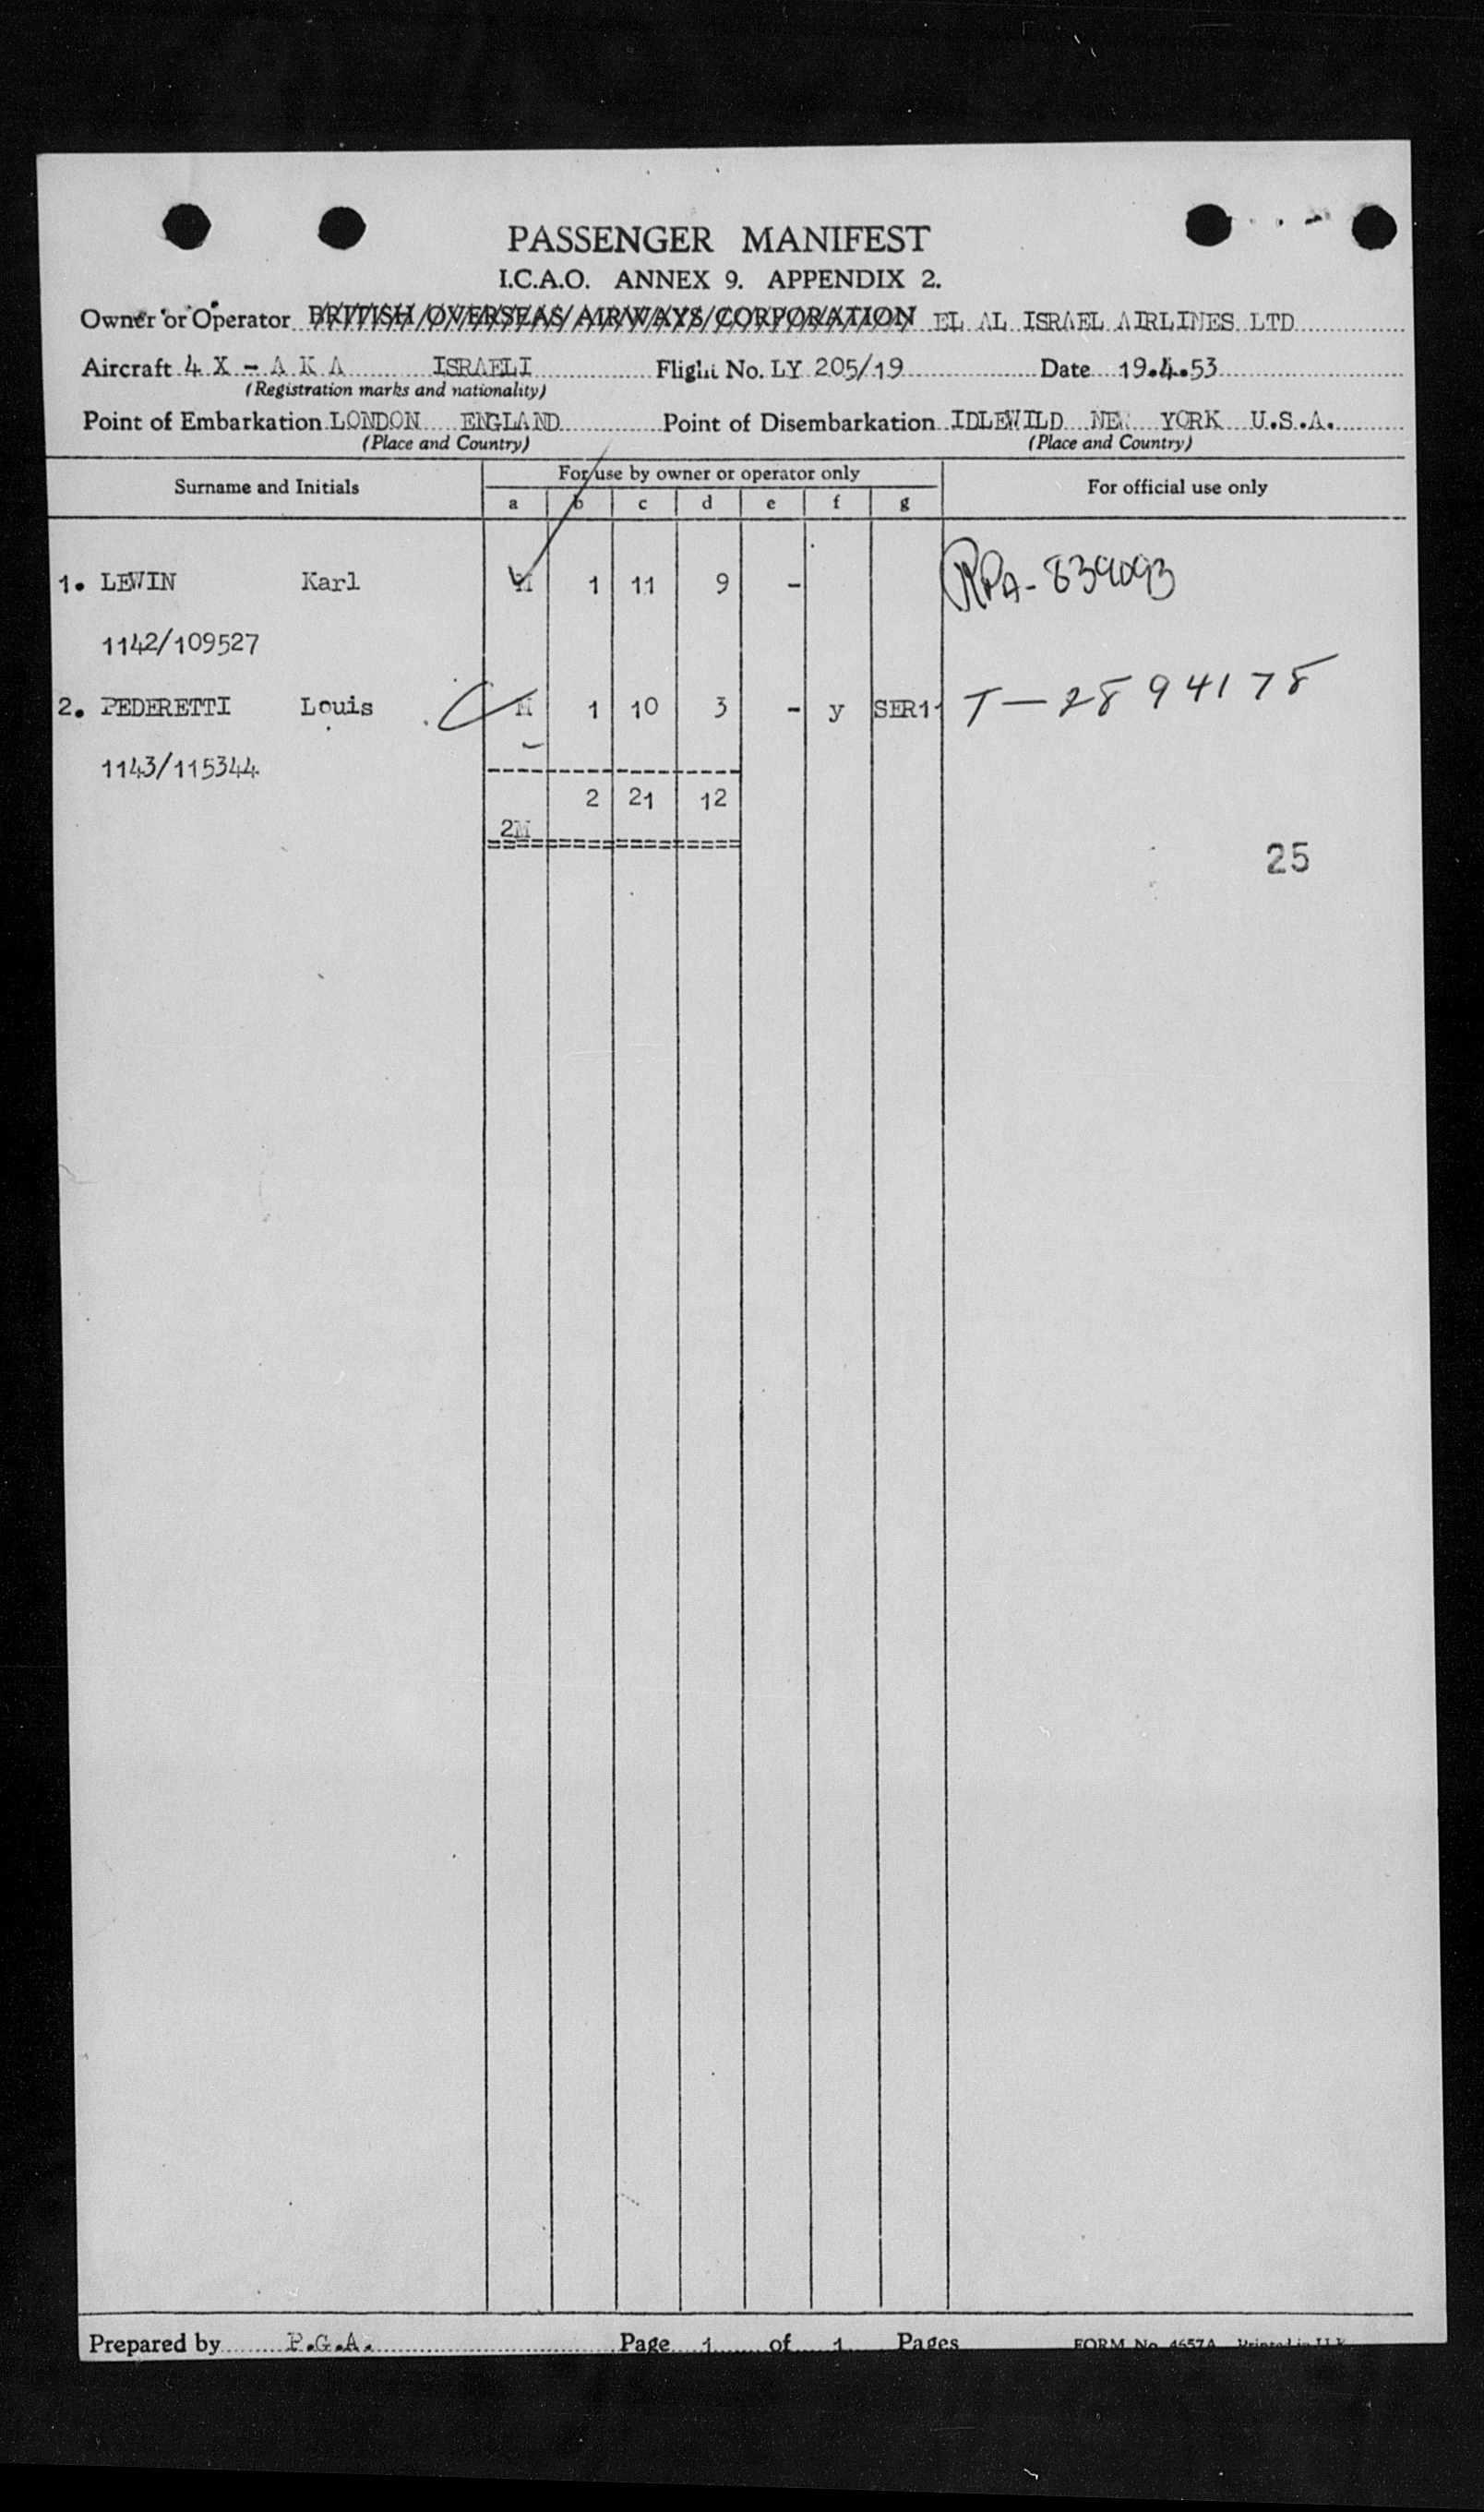 PASSENGER MANIFEST
I.C.A.O. ANNEX 9. APPENDIX 2.
Owner or Operator BRITISH OVERSEAS AIRWAYS CORPORATION EL AL ISRAEL AIRLINES LTD
Aircraft 4 X - A K A ISRAELI Flight No. LY 205/19 Date 19.4.53
(Registration marks and nationality)
Point of Embarkation LONDON ENGLAND Point of Disembarkation IDLEWILD NEW YORK U.S.A.
(Place and Country) (Place and Country)
Surname and Initials For use by owner or operator only For official use only
a b c d e f g
1. LEWIN Karl M 1 11 9 - RPA-839093
1142/109527
2. PEDERETTI Louis M 1 10 3 - y SER11 T-2894178
1143/115344
2 21 12
2M
25
Prepared by P.G.A. Page 1 of 1 Pages FORM No. 4657A Printed in U.K.